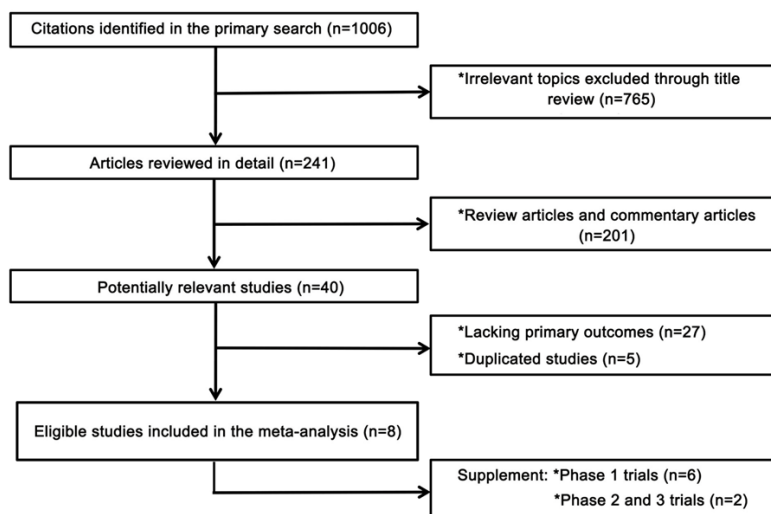 Citations identified in the primary search (n=1006)
*Irrelevant topics excluded through title
review (n=765)
Articles reviewed in detail (n=241)
*Review articles and commentary articles
(n=201)
Potentially relevant studies (n=40)
*Lacking primary outcomes (n=27)
*Duplicated studies (n=5)
Eligible studies included in the meta-analysis (n=8)
Supplement: *Phase 1 trials (n=6)
*Phase 2 and 3 trials (n=2)